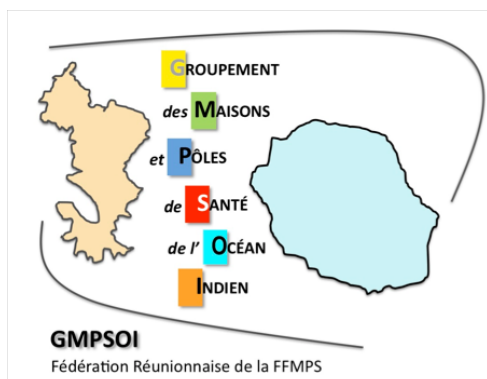 GROUPEMENT
des MAISONS
et PÔLES
de SANTÉ
de l' OCÉAN
INDIEN
GMPSOI
Fédération Réunionnaise de la FFMPS